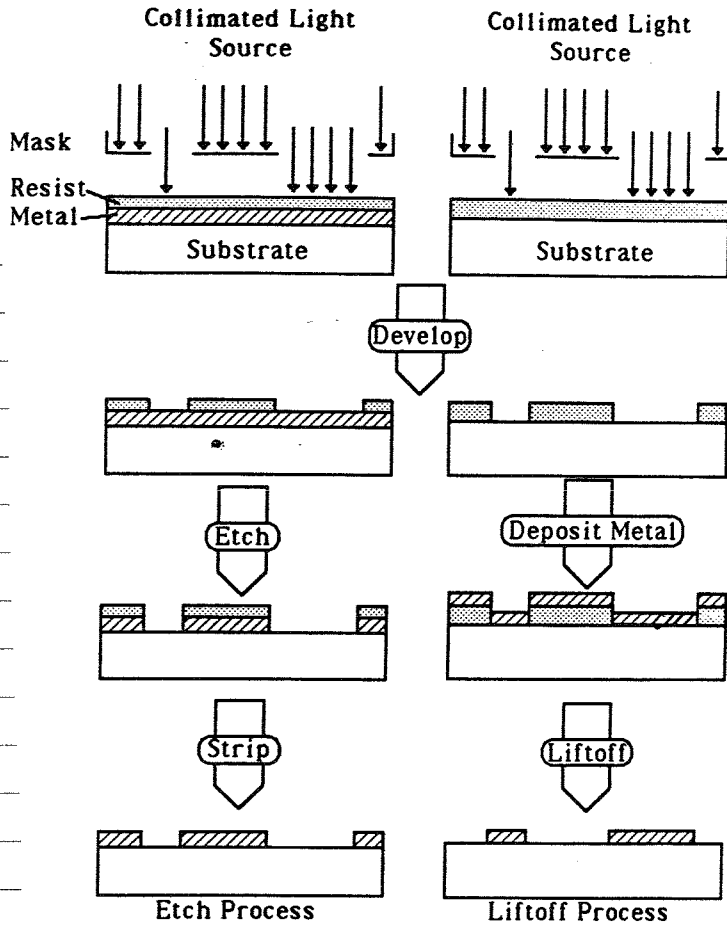 Collimated Light
Source
Collimated Light
Source
Mask
Resist
Metal
Substrate
Substrate
Develop
Etch
Deposit Metal
Strip
Liftoff
Etch Process
Liftoff Process